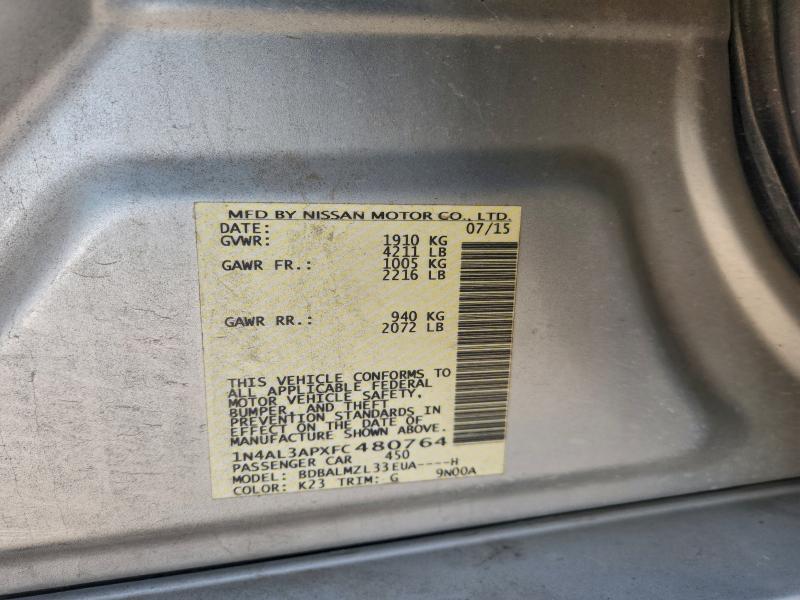 MFD BY NISSAN MOTOR CO., LTD.
DATE: 07/15
GVWR: 1910 KG
4211 LB
GAWR FR.: 1005 KG
2216 LB
GAWR RR.: 940 KG
2072 LB
THIS VEHICLE CONFORMS TO
ALL APPLICABLE FEDERAL
MOTOR VEHICLE SAFETY,
BUMPER, AND THEFT
PREVENTION STANDARDS IN
EFFECT ON THE DATE OF
MANUFACTURE SHOWN ABOVE.
1N4AL3APXFC480764
PASSENGER CAR 450
MODEL: BDBALMZL33EUA----H
COLOR: K23 TRIM: G 9N00A